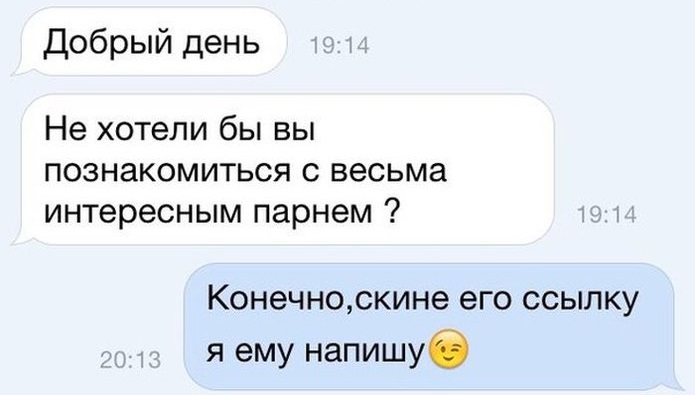 Добрый день 19:14
Не хотели бы вы
познакомиться с весьма
интересным парнем ? 19:14
Конечно,скине его ссылку
20:13 я ему напишу😉